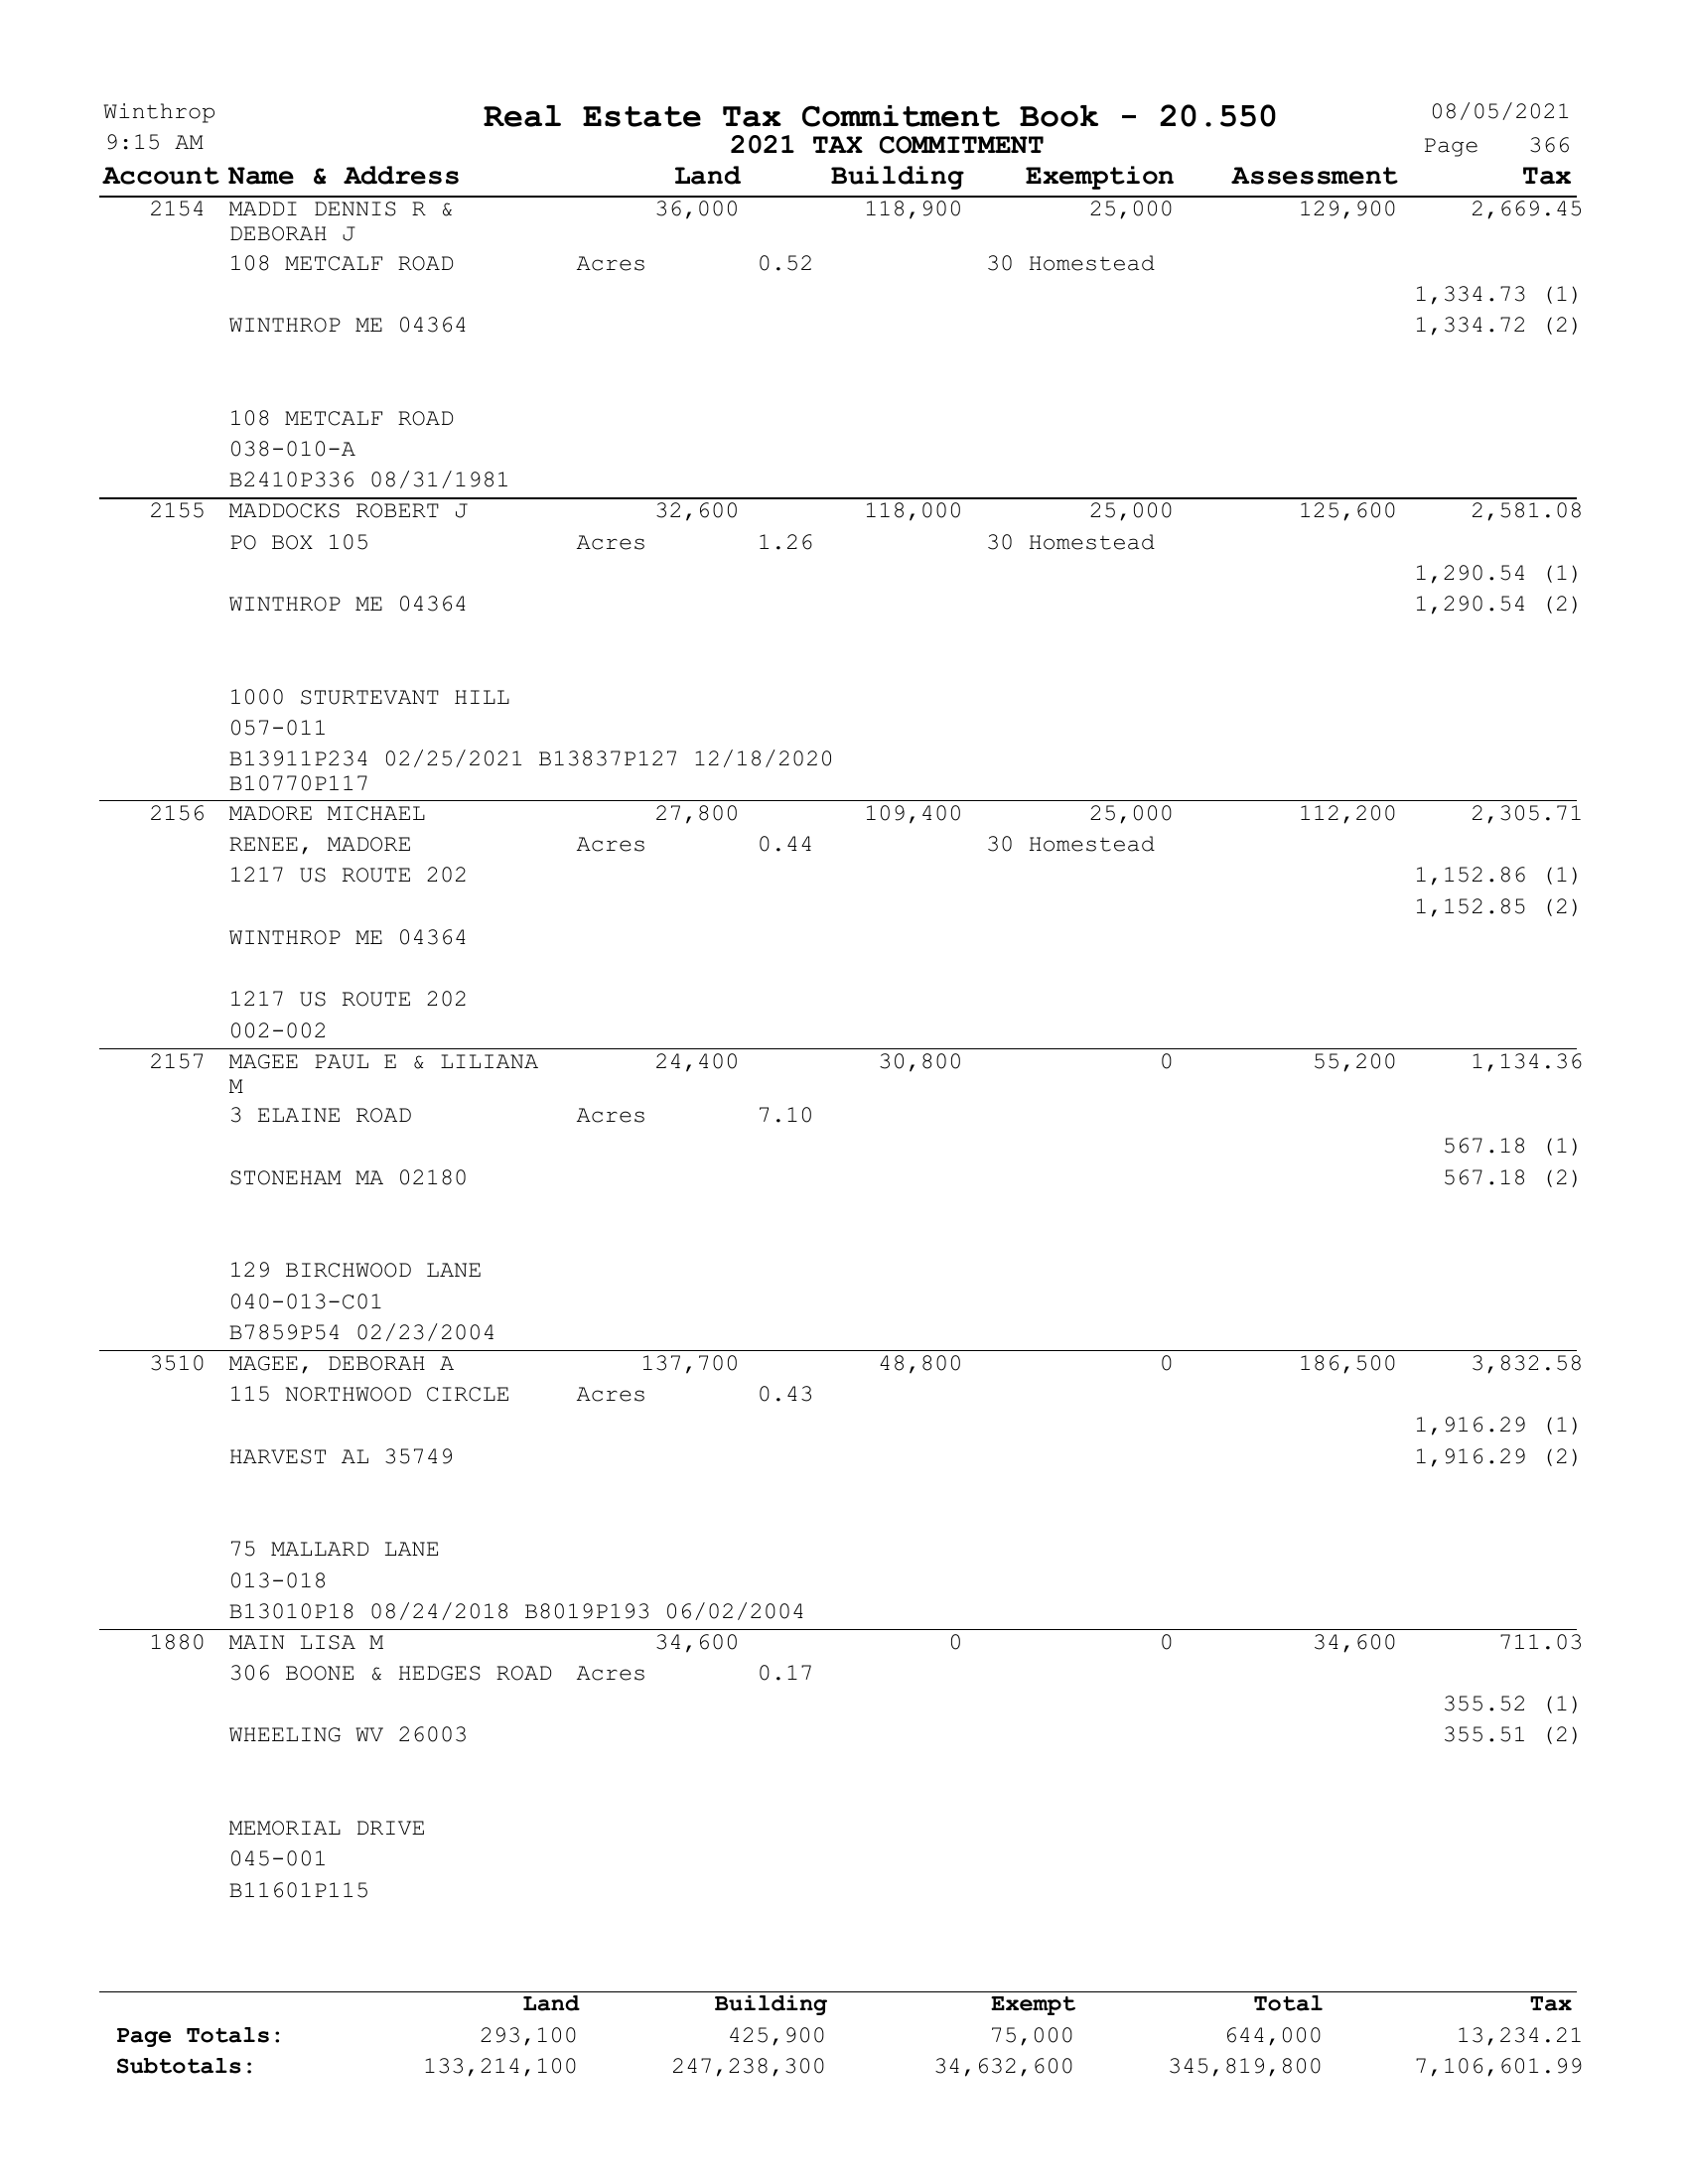 Winthrop Real Estate Tax Commitment Book - 20.550 08/05/2021
9:15 AM 2021 TAX COMMITMENT Page 366
Account Name & Address Land Building Exemption Assessment Tax
2154 MADDI DENNIS R & 36,000 118,900 25,000 129,900 2,669.45
DEBORAH J
108 METCALF ROAD Acres 0.52 30 Homestead
1,334.73 (1)
WINTHROP ME 04364 1,334.72 (2)
108 METCALF ROAD
038-010-A
B2410P336 08/31/1981
2155 MADDOCKS ROBERT J 32,600 118,000 25,000 125,600 2,581.08
PO BOX 105 Acres 1.26 30 Homestead
1,290.54 (1)
WINTHROP ME 04364 1,290.54 (2)
1000 STURTEVANT HILL
057-011
B13911P234 02/25/2021 B13837P127 12/18/2020
B10770P117
2156 MADORE MICHAEL 27,800 109,400 25,000 112,200 2,305.71
RENEE, MADORE Acres 0.44 30 Homestead
1217 US ROUTE 202 1,152.86 (1)
1,152.85 (2)
WINTHROP ME 04364
1217 US ROUTE 202
002-002
2157 MAGEE PAUL E & LILIANA 24,400 30,800 0 55,200 1,134.36
M
3 ELAINE ROAD Acres 7.10
567.18 (1)
STONEHAM MA 02180 567.18 (2)
129 BIRCHWOOD LANE
040-013-C01
B7859P54 02/23/2004
3510 MAGEE, DEBORAH A 137,700 48,800 0 186,500 3,832.58
115 NORTHWOOD CIRCLE Acres 0.43
1,916.29 (1)
HARVEST AL 35749 1,916.29 (2)
75 MALLARD LANE
013-018
B13010P18 08/24/2018 B8019P193 06/02/2004
1880 MAIN LISA M 34,600 0 0 34,600 711.03
306 BOONE & HEDGES ROAD Acres 0.17
355.52 (1)
WHEELING WV 26003 355.51 (2)
MEMORIAL DRIVE
045-001
B11601P115
Land Building Exempt Total Tax
Page Totals: 293,100 425,900 75,000 644,000 13,234.21
Subtotals: 133,214,100 247,238,300 34,632,600 345,819,800 7,106,601.99